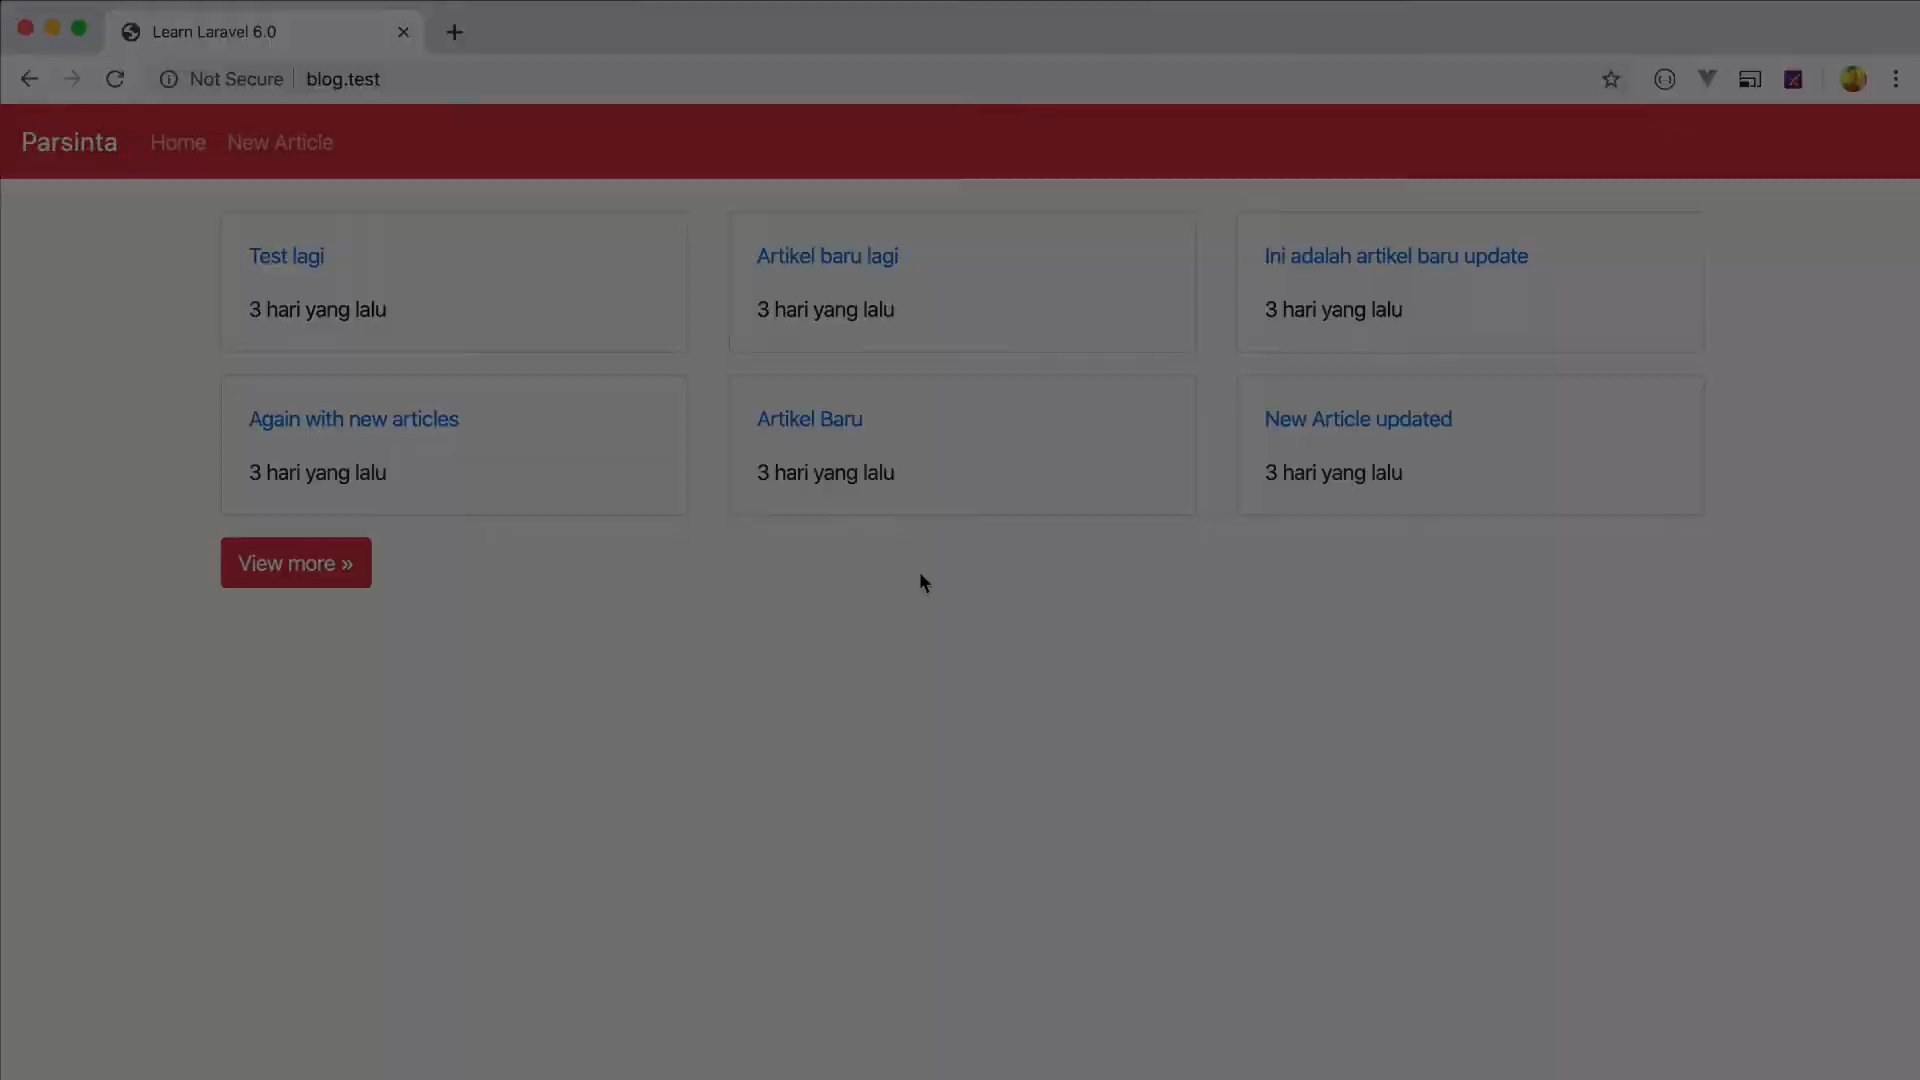 Learn Laravel 6.0
Not Secure blog.test
Parsinta Home New Article
Test lagi
3 hari yang lalu
Artikel baru lagi
3 hari yang lalu
Ini adalah artikel baru update
3 hari yang lalu
Again with new articles
3 hari yang lalu
Artikel Baru
3 hari yang lalu
New Article updated
3 hari yang lalu
View more »